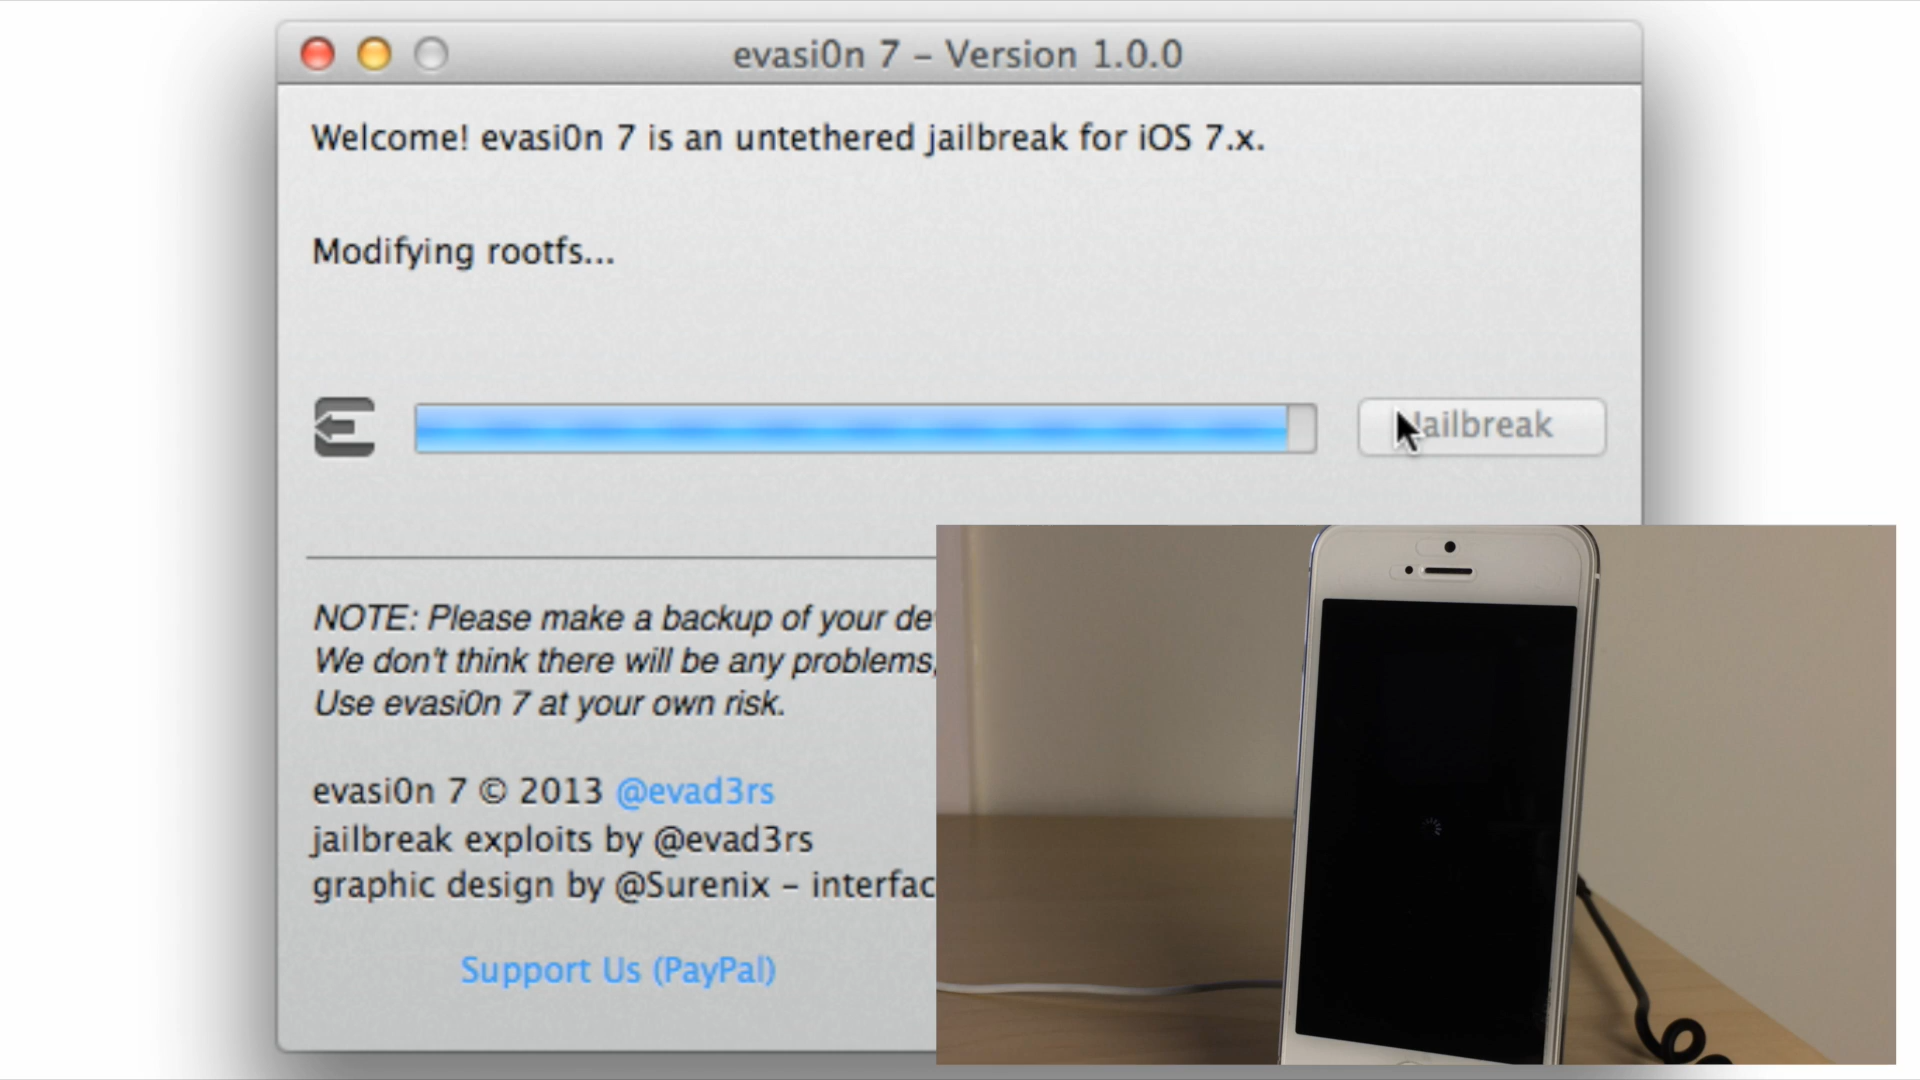 evasi0n 7 – Version 1.0.0
Welcome! evasi0n 7 is an untethered jailbreak for iOS 7.x.
Modifying rootfs...
Jailbreak
NOTE: Please make a backup of your de
We don't think there will be any problems,
Use evasi0n 7 at your own risk.
evasi0n 7 © 2013 @evad3rs
jailbreak exploits by @evad3rs
graphic design by @Surenix – interfac
Support Us (PayPal)